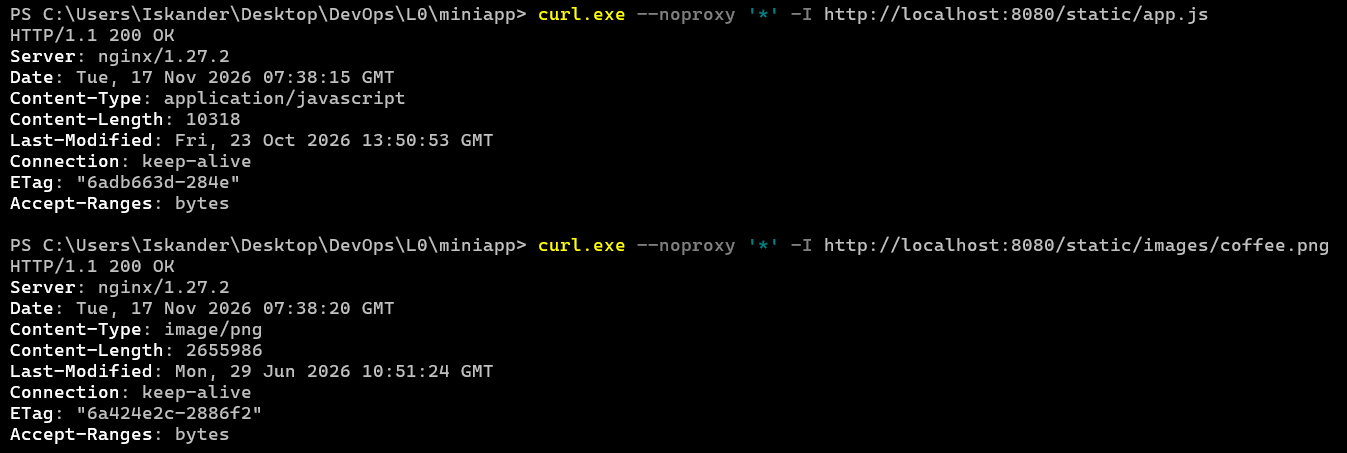 PS C:\Users\Iskander\Desktop\DevOps\L0\miniapp> curl.exe --noproxy '*' -I http://localhost:8080/static/app.js
HTTP/1.1 200 OK
Server: nginx/1.27.2
Date: Tue, 17 Nov 2026 07:38:15 GMT
Content-Type: application/javascript
Content-Length: 10318
Last-Modified: Fri, 23 Oct 2026 13:50:53 GMT
Connection: keep-alive
ETag: "6adb663d-284e"
Accept-Ranges: bytes
PS C:\Users\Iskander\Desktop\DevOps\L0\miniapp> curl.exe --noproxy '*' -I http://localhost:8080/static/images/coffee.png
HTTP/1.1 200 OK
Server: nginx/1.27.2
Date: Tue, 17 Nov 2026 07:38:20 GMT
Content-Type: image/png
Content-Length: 2655986
Last-Modified: Mon, 29 Jun 2026 10:51:24 GMT
Connection: keep-alive
ETag: "6a424e2c-2886f2"
Accept-Ranges: bytes